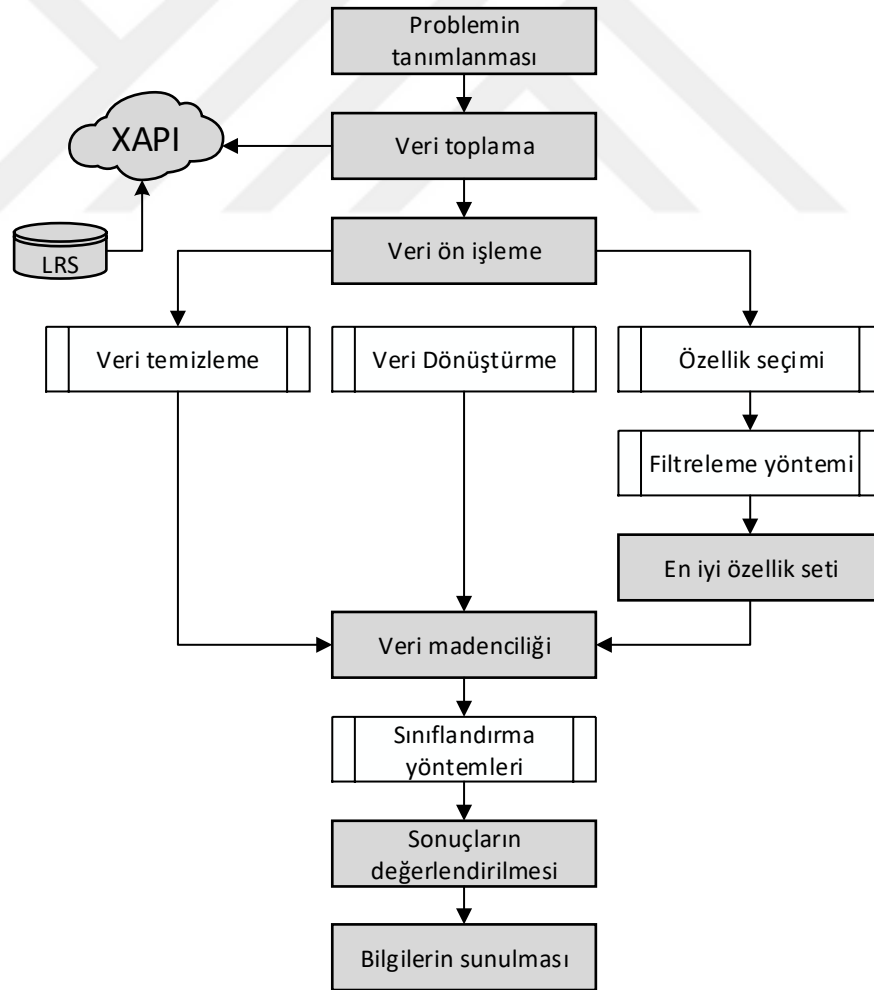 Problemin
tanımlanması
XAPI
Veri toplama
LRS
Veri ön işleme
Veri temizleme
Veri Dönüştürme
Özellik seçimi
Filtreleme yöntemi
En iyi özellik seti
Veri madenciliği
Sınıflandırma
yöntemleri
Sonuçların
değerlendirilmesi
Bilgilerin sunulması